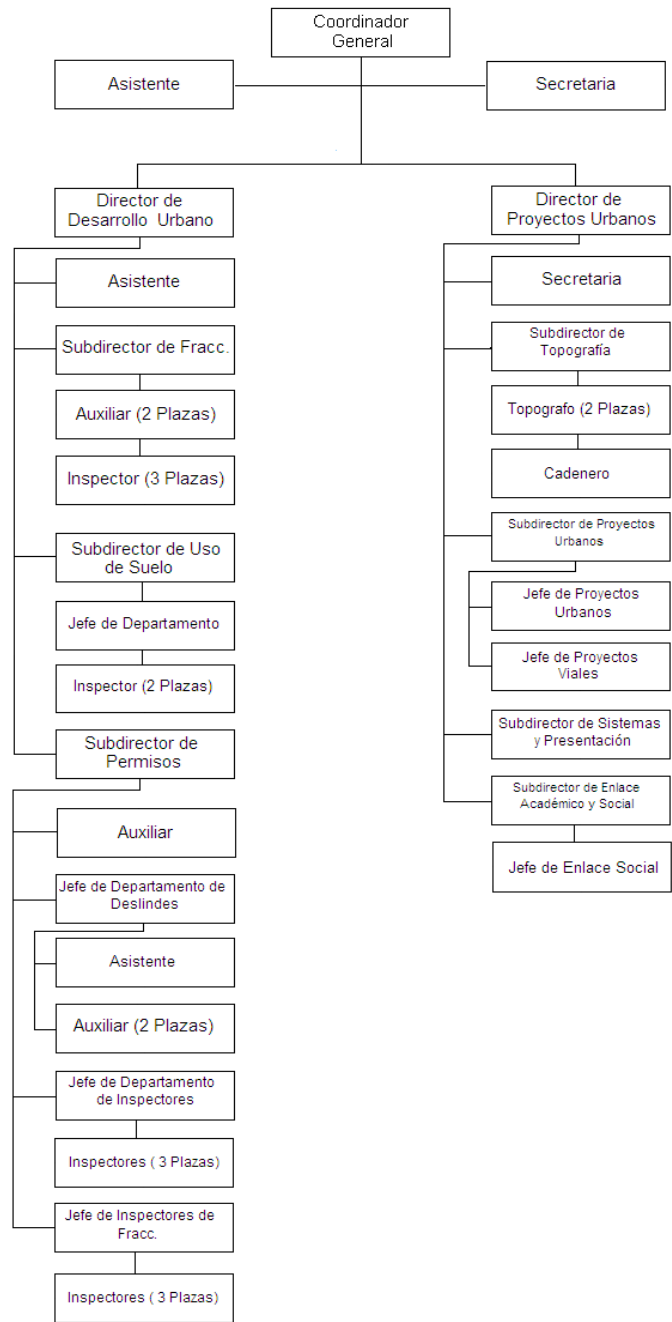 Coordinador
General
Asistente
Secretaria
Director de
Desarrollo Urbano
Asistente
Subdirector de Fracc.
Auxiliar (2 Plazas)
Inspector (3 Plazas)
Subdirector de Uso
de Suelo
Jefe de Departamento
Inspector (2 Plazas)
Subdirector de
Permisos
Auxiliar
Jefe de Departamento de
Deslindes
Asistente
Auxiliar (2 Plazas)
Jefe de Departamento
de Inspectores
Inspectores ( 3 Plazas)
Jefe de Inspectores de
Fracc.
Inspectores ( 3 Plazas)
Director de
Proyectos Urbanos
Secretaria
Subdirector de
Topografía
Topografo (2 Plazas)
Cadenero
Subdirector de Proyectos
Urbanos
Jefe de Proyectos
Urbanos
Jefe de Proyectos
Viales
Subdirector de Sistemas
y Presentación
Subdirector de Enlace
Académico y Social
Jefe de Enlace Social